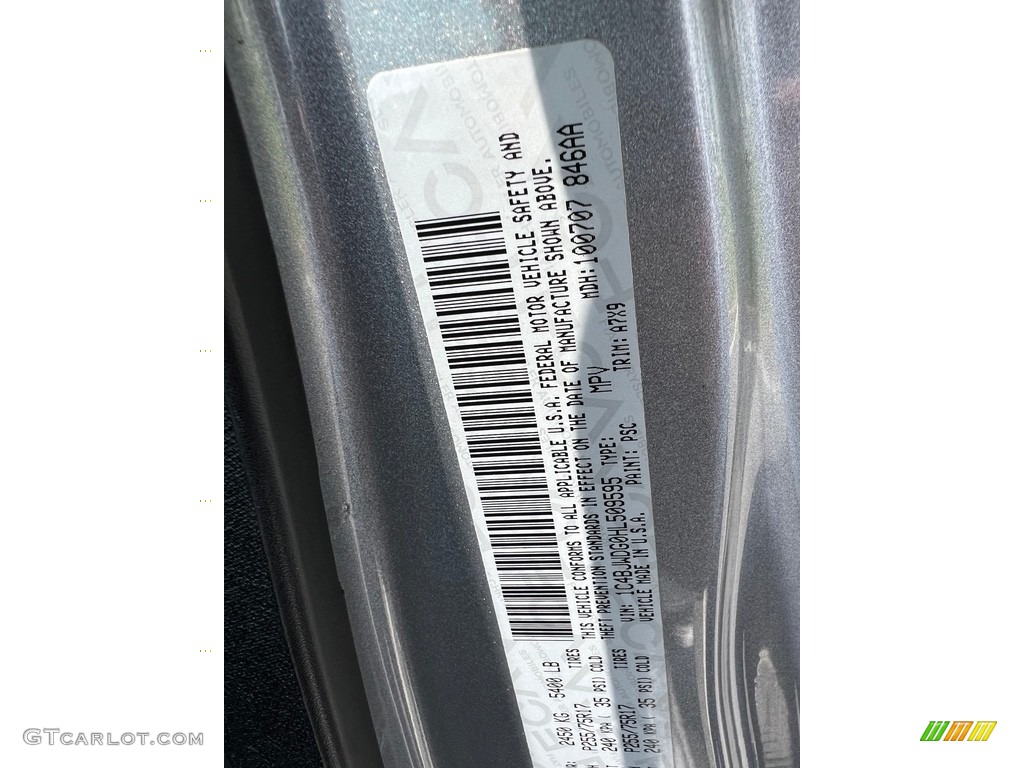 2450 KG ( 5400 LB
P255/75R17 TIRES
240 KPA ( 35 PSI) COLD
P255/75R17 TIRES
240 KPA ( 35 PSI) COLD
THIS VEHICLE CONFORMS TO ALL APPLICABLE U.S.A. FEDERAL MOTOR VEHICLE SAFETY AND
THEFT PREVENTION STANDARDS IN EFFECT ON THE DATE OF MANUFACTURE SHOWN ABOVE.
VIN: 1C4BJWDG0HL509595 TYPE: MPV MDH:100707 846AA
VEHICLE MADE IN U.S.A. PAINT: PSC TRIM: A7X9
GTCARLOT.COM